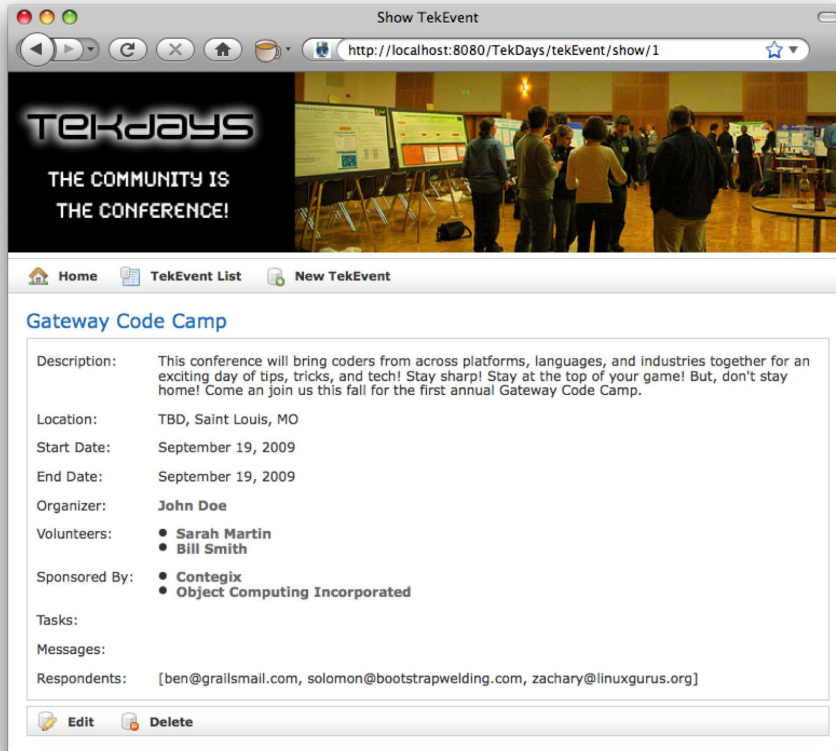 Show TekEvent
http://localhost:8080/TekDays/tekEvent/show/1
TEKDAYS
THE COMMUNITY IS
THE CONFERENCE!
Home TekEvent List New TekEvent
Gateway Code Camp
Description: This conference will bring coders from across platforms, languages, and industries together for an
exciting day of tips, tricks, and tech! Stay sharp! Stay at the top of your game! But, don't stay
home! Come an join us this fall for the first annual Gateway Code Camp.
Location: TBD, Saint Louis, MO
Start Date: September 19, 2009
End Date: September 19, 2009
Organizer: John Doe
Volunteers: • Sarah Martin
• Bill Smith
Sponsored By: • Contegix
• Object Computing Incorporated
Tasks:
Messages:
Respondents: [ben@grailsmail.com, solomon@bootstrapwelding.com, zachary@linuxgurus.org]
Edit Delete